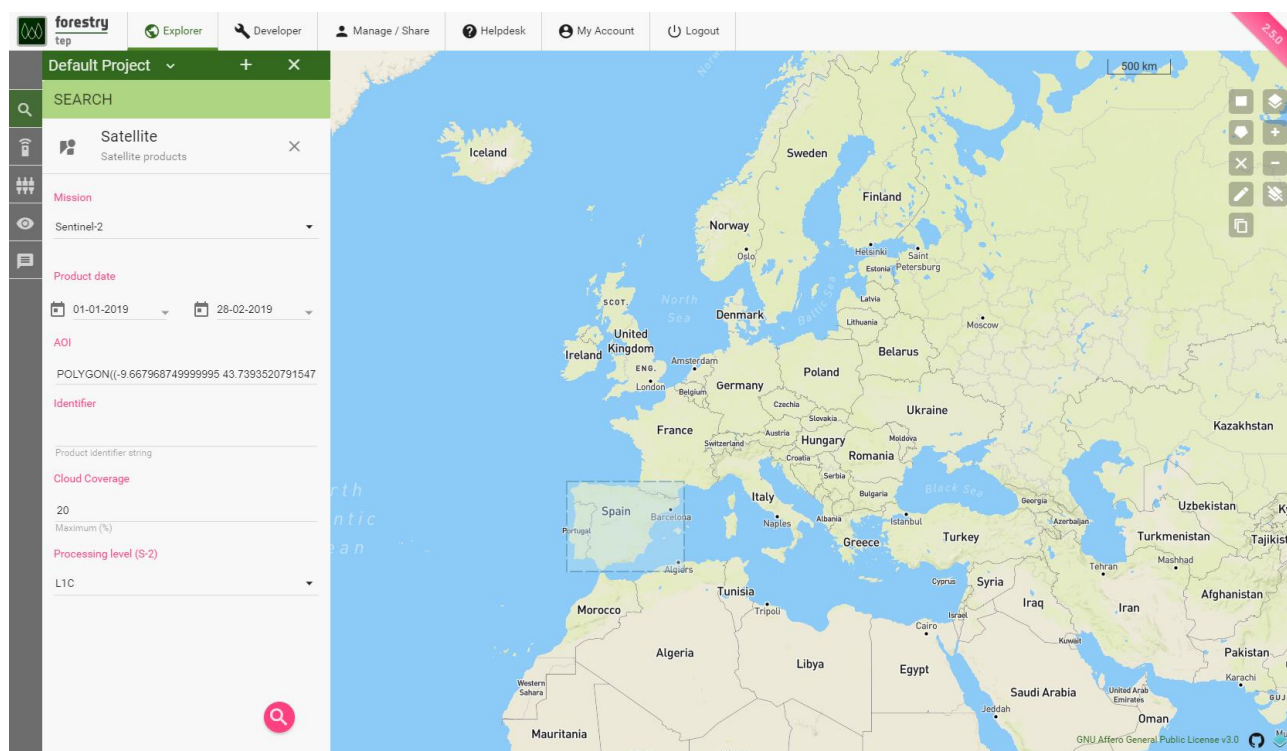 forestry
tep
Explorer
Developer
Manage / Share
Helpdesk
My Account
Logout
2.5.0
Default Project
SEARCH
Satellite
Satellite products
Mission
Sentinel-2
Product date
01-01-2019
28-02-2019
AOI
POLYGON((-9.667968749999995 43.7393520791547
Identifier
Product identifier string
Cloud Coverage
20
Maximum (%)
Processing level (S-2)
L1C
500 km
Iceland
Sweden
Finland
Norway
Oslo
Helsinki
Saint
Petersburg
Estonia
Latvia
Lithuania
Baltic Sea
Moscow
SCOT.
North
Sea
Denmark
United
Kingdom
Ireland
ENG.
London
Amsterdam
Belgium
Germany
Poland
Belarus
Czechia
Slovakia
Ukraine
Kazakhstan
France
Switzerland
Austria
Hungary
Moldova
Croatia
Romania
Serbia
Bulgaria
Black Sea
Georgia
Italy
Naples
Albania
Istanbul
Azerbaijan
Uzbekistan
Spain
Barcelona
Portugal
Greece
Turkey
Turkmenistan
Tajikist
Tehran
Mashhad
Algiers
Tunisia
Tripoli
Cyprus
Syria
Israel
Iraq
Iran
Afghanistan
Morocco
Cairo
Kuwait
Algeria
Libya
Egypt
Pakistan
Karachi
Western
Sahara
Saudi Arabia
United Arab
Emirates
GUJ
Jeddah
Oman
Mauritania
GNU Affero General Public License v3.0